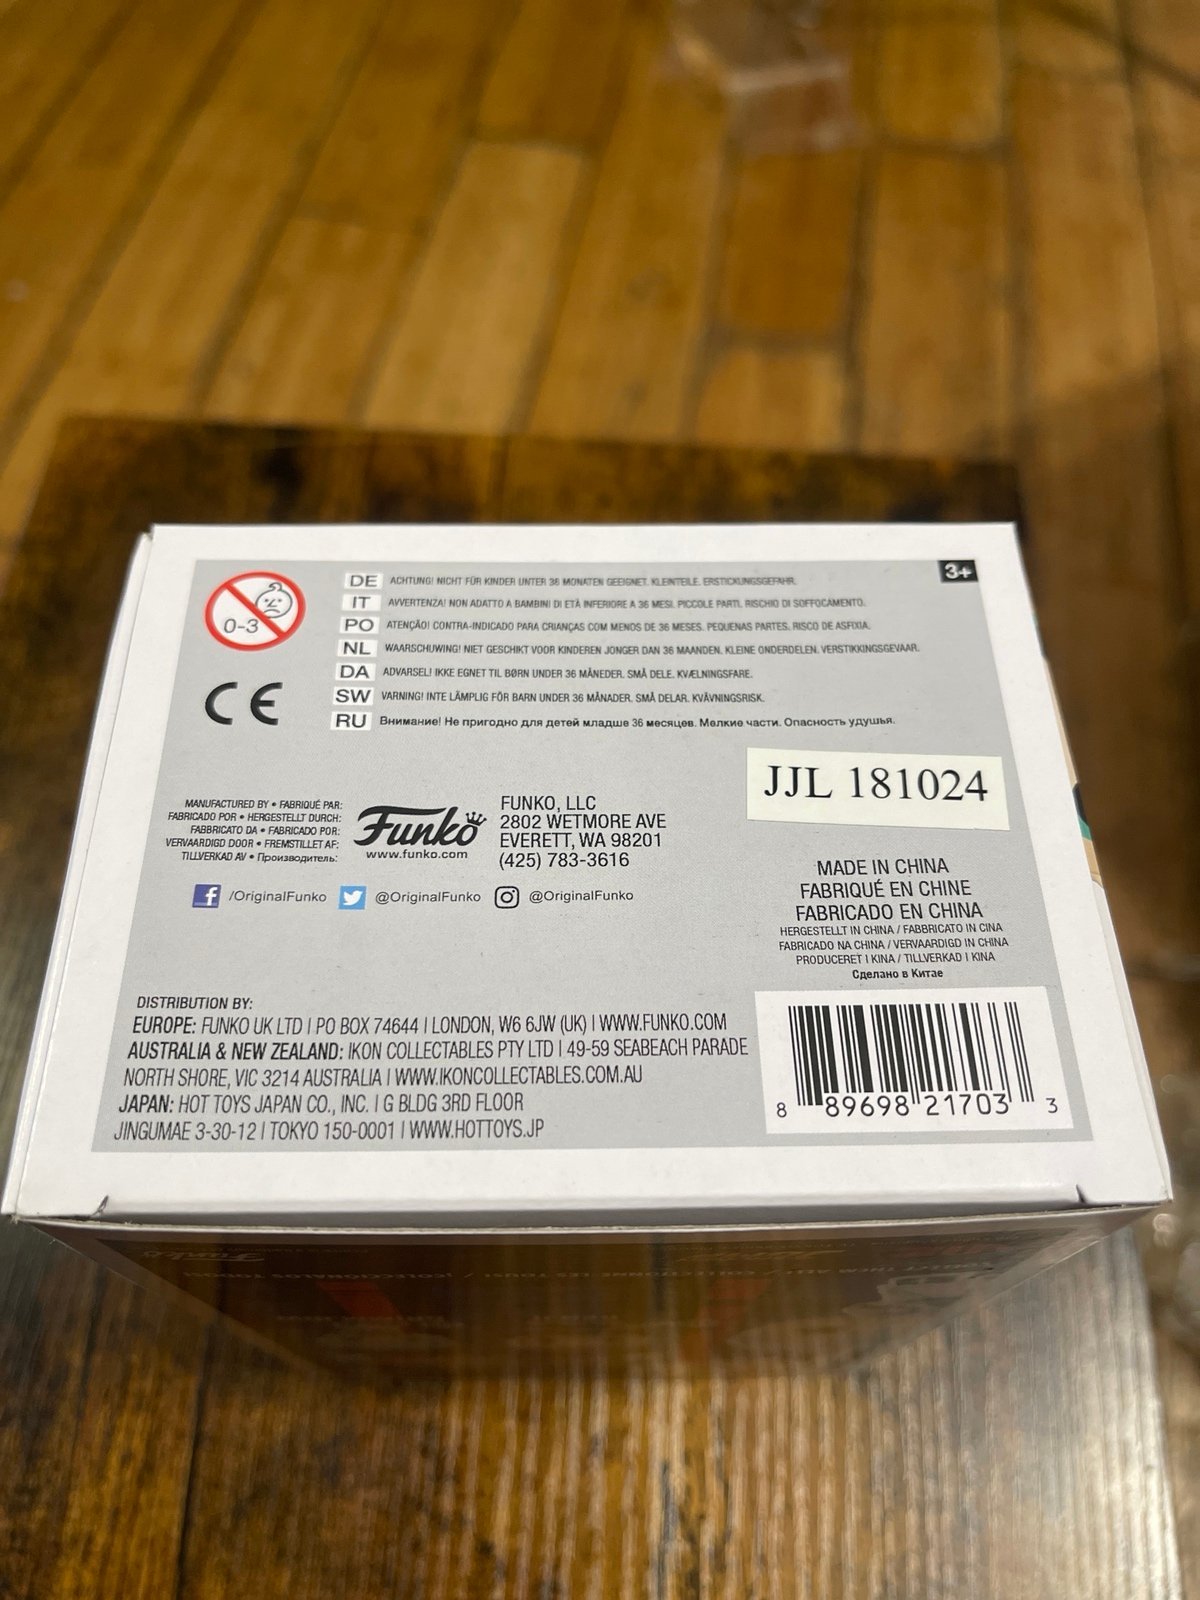 0-3
3+
DE ACHTUNG! NICHT FÜR KINDER UNTER 36 MONATEN GEEIGNET. KLEINTEILE. ERSTICKUNGSGEFAHR.
IT AVVERTENZA! NON ADATTO A BAMBINI DI ETÀ INFERIORE A 36 MESI. PICCOLE PARTI. RISCHIO DI SOFFOCAMENTO.
PO ATENÇÃO! CONTRA-INDICADO PARA CRIANÇAS COM MENOS DE 36 MESES. PEQUENAS PARTES. RISCO DE ASFIXIA.
NL WAARSCHUWING! NIET GESCHIKT VOOR KINDEREN JONGER DAN 36 MAANDEN. KLEINE ONDERDELEN. VERSTIKKINGSGEVAAR.
DA ADVARSEL! IKKE EGNET TIL BØRN UNDER 36 MÅNEDER. SMÅ DELE. KVÆLNINGSFARE.
SW VARNING! INTE LÄMPLIG FÖR BARN UNDER 36 MÅNADER. SMÅ DELAR. KVÄVNINGSRISK.
RU Внимание! Не пригодно для детей младше 36 месяцев. Мелкие части. Опасность удушья.
CE
JJL 181024
MANUFACTURED BY • FABRIQUÉ PAR:
FABRICADO POR • HERGESTELLT DURCH:
FABBRICATO DA • FABRICADO POR:
VERVAARDIGD DOOR • FREMSTILLET AF:
TILLVERKAD AV • Производитель:
Funko
www.funko.com
FUNKO, LLC
2802 WETMORE AVE
EVERETT, WA 98201
(425) 783-3616
/OriginalFunko @OriginalFunko @OriginalFunko
MADE IN CHINA
FABRIQUÉ EN CHINE
FABRICADO EN CHINA
HERGESTELLT IN CHINA / FABBRICATO IN CINA
FABRICADO NA CHINA / VERVAARDIGD IN CHINA
PRODUCERET I KINA / TILLVERKAD I KINA
Сделано в Китае
DISTRIBUTION BY:
EUROPE: FUNKO UK LTD | PO BOX 74644 | LONDON, W6 6JW (UK) | WWW.FUNKO.COM
AUSTRALIA & NEW ZEALAND: IKON COLLECTABLES PTY LTD | 49-59 SEABEACH PARADE
NORTH SHORE, VIC 3214 AUSTRALIA | WWW.IKONCOLLECTABLES.COM.AU
JAPAN: HOT TOYS JAPAN CO., INC. | G BLDG 3RD FLOOR
JINGUMAE 3-30-12 | TOKYO 150-0001 | WWW.HOTTOYS.JP
8 89698 21703 3